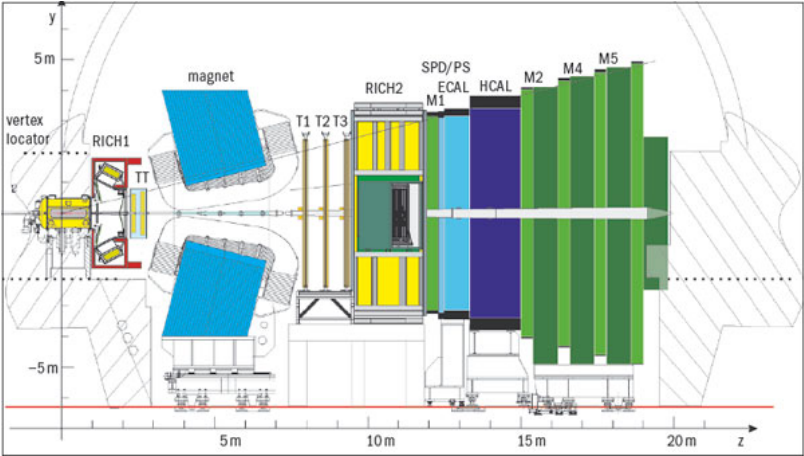 y
5 m
magnet
vertex
locator
RICH1
TT
T1 T2 T3
RICH2
SPD/PS
M1 ECAL
HCAL
M2
M4
M5
–5 m
5 m
10 m
15 m
20 m
z